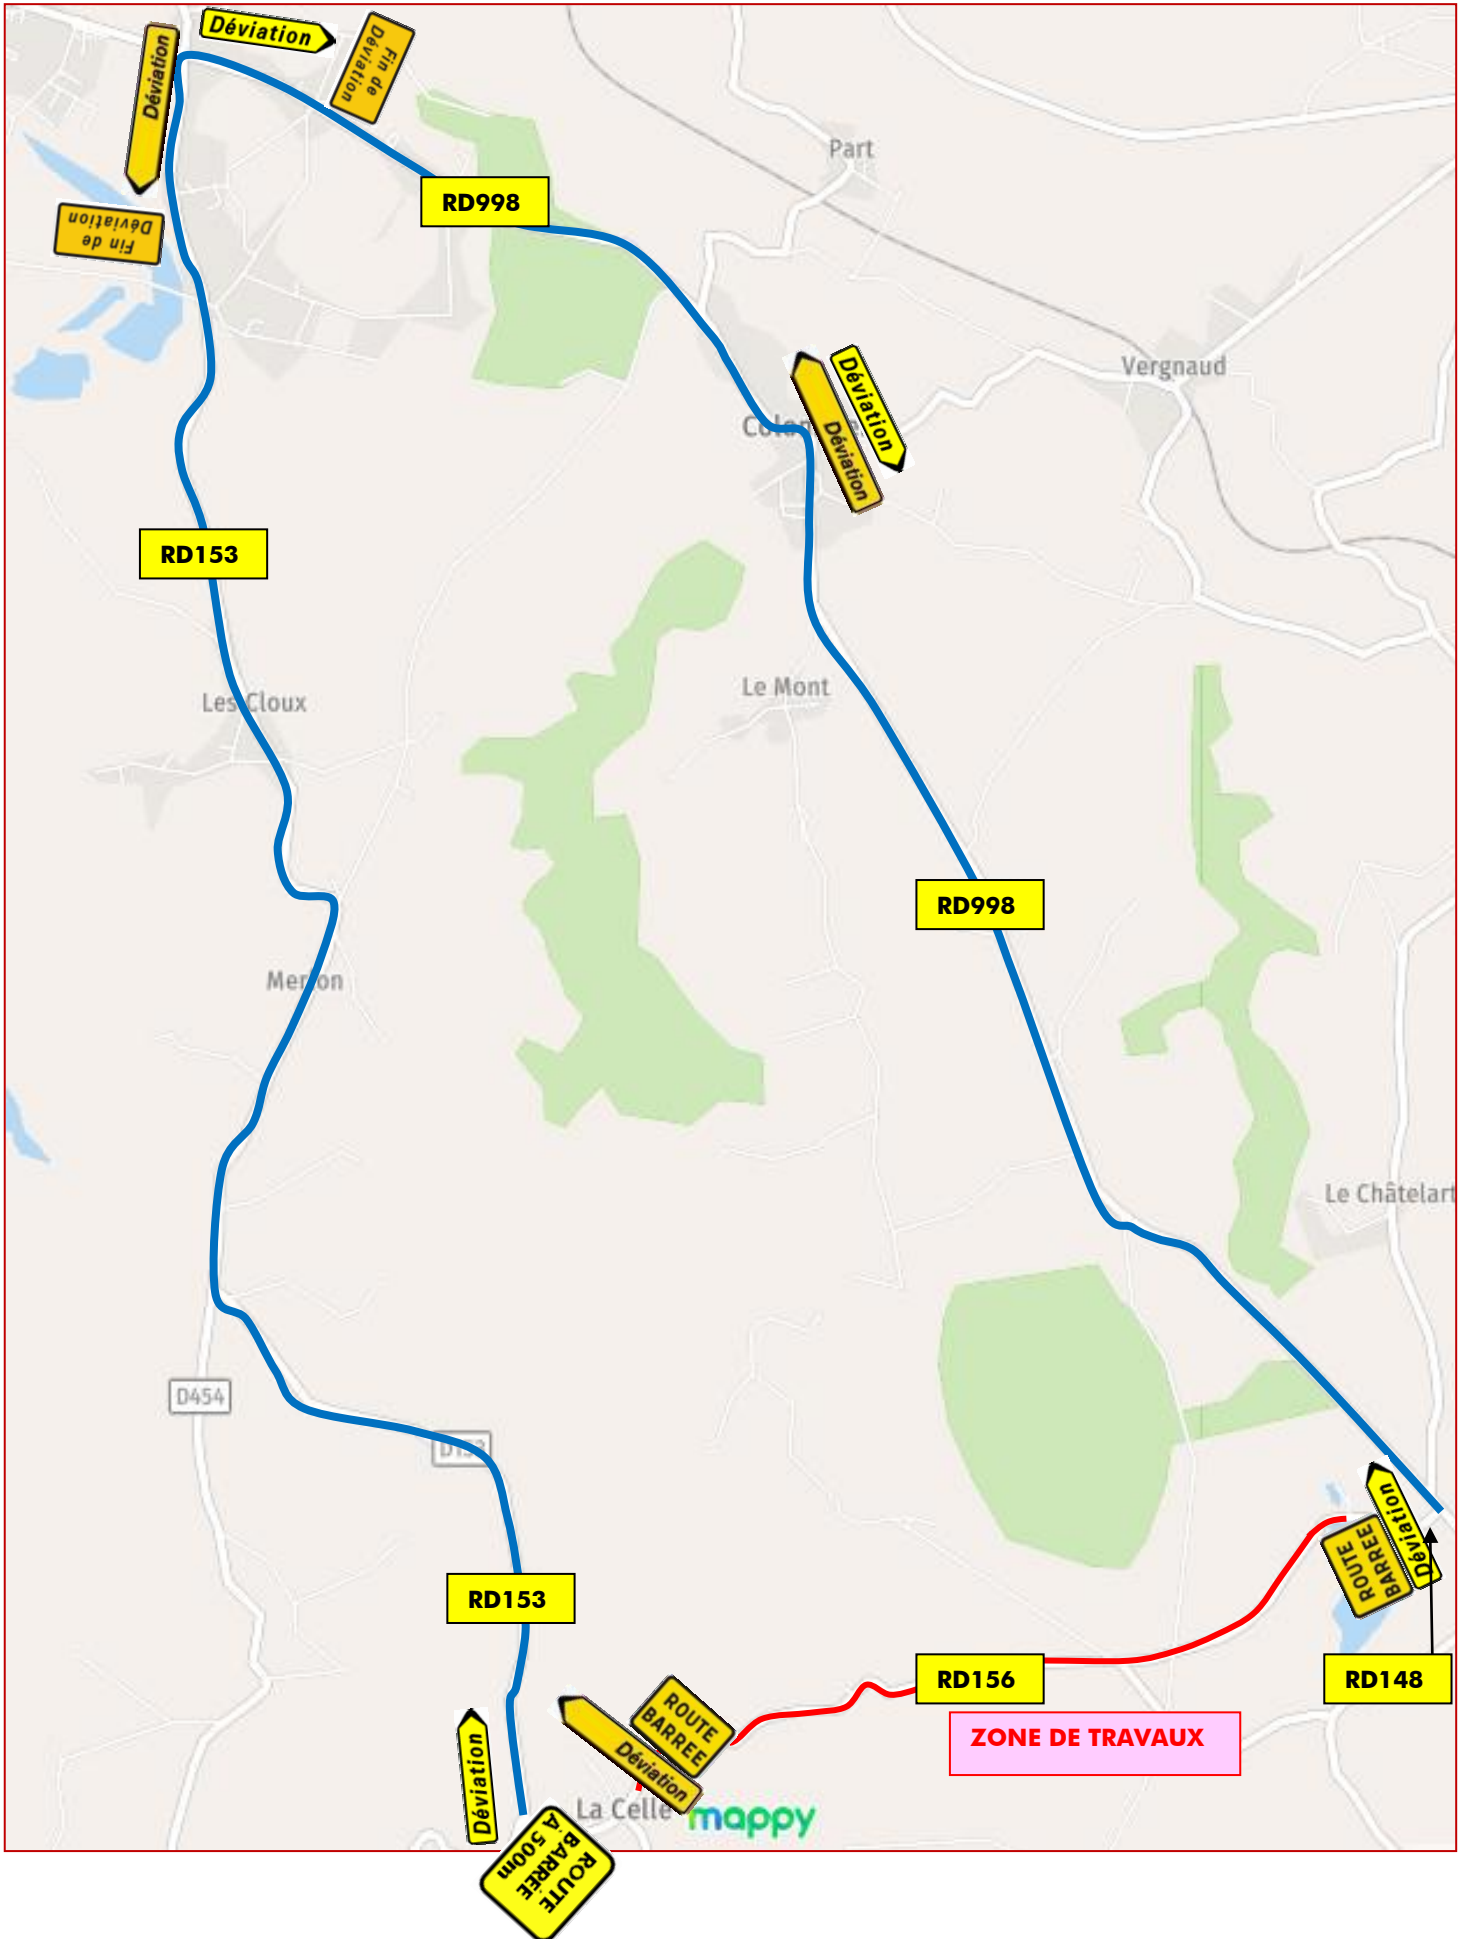 Déviation
Déviation
Fin de
Déviation
Fin de
Déviation
Part
RD998
Vergnaud
Déviation
Déviation
RD153
Le Mont
Les Cloux
RD998
Le Châtelart
D454
Déviation
ROUTE
BARREE
RD153
RD156
RD148
ZONE DE TRAVAUX
ROUTE
BARREE
Déviation
Déviation
La Celle
mappy
ROUTE
BARRÉE
À 500m